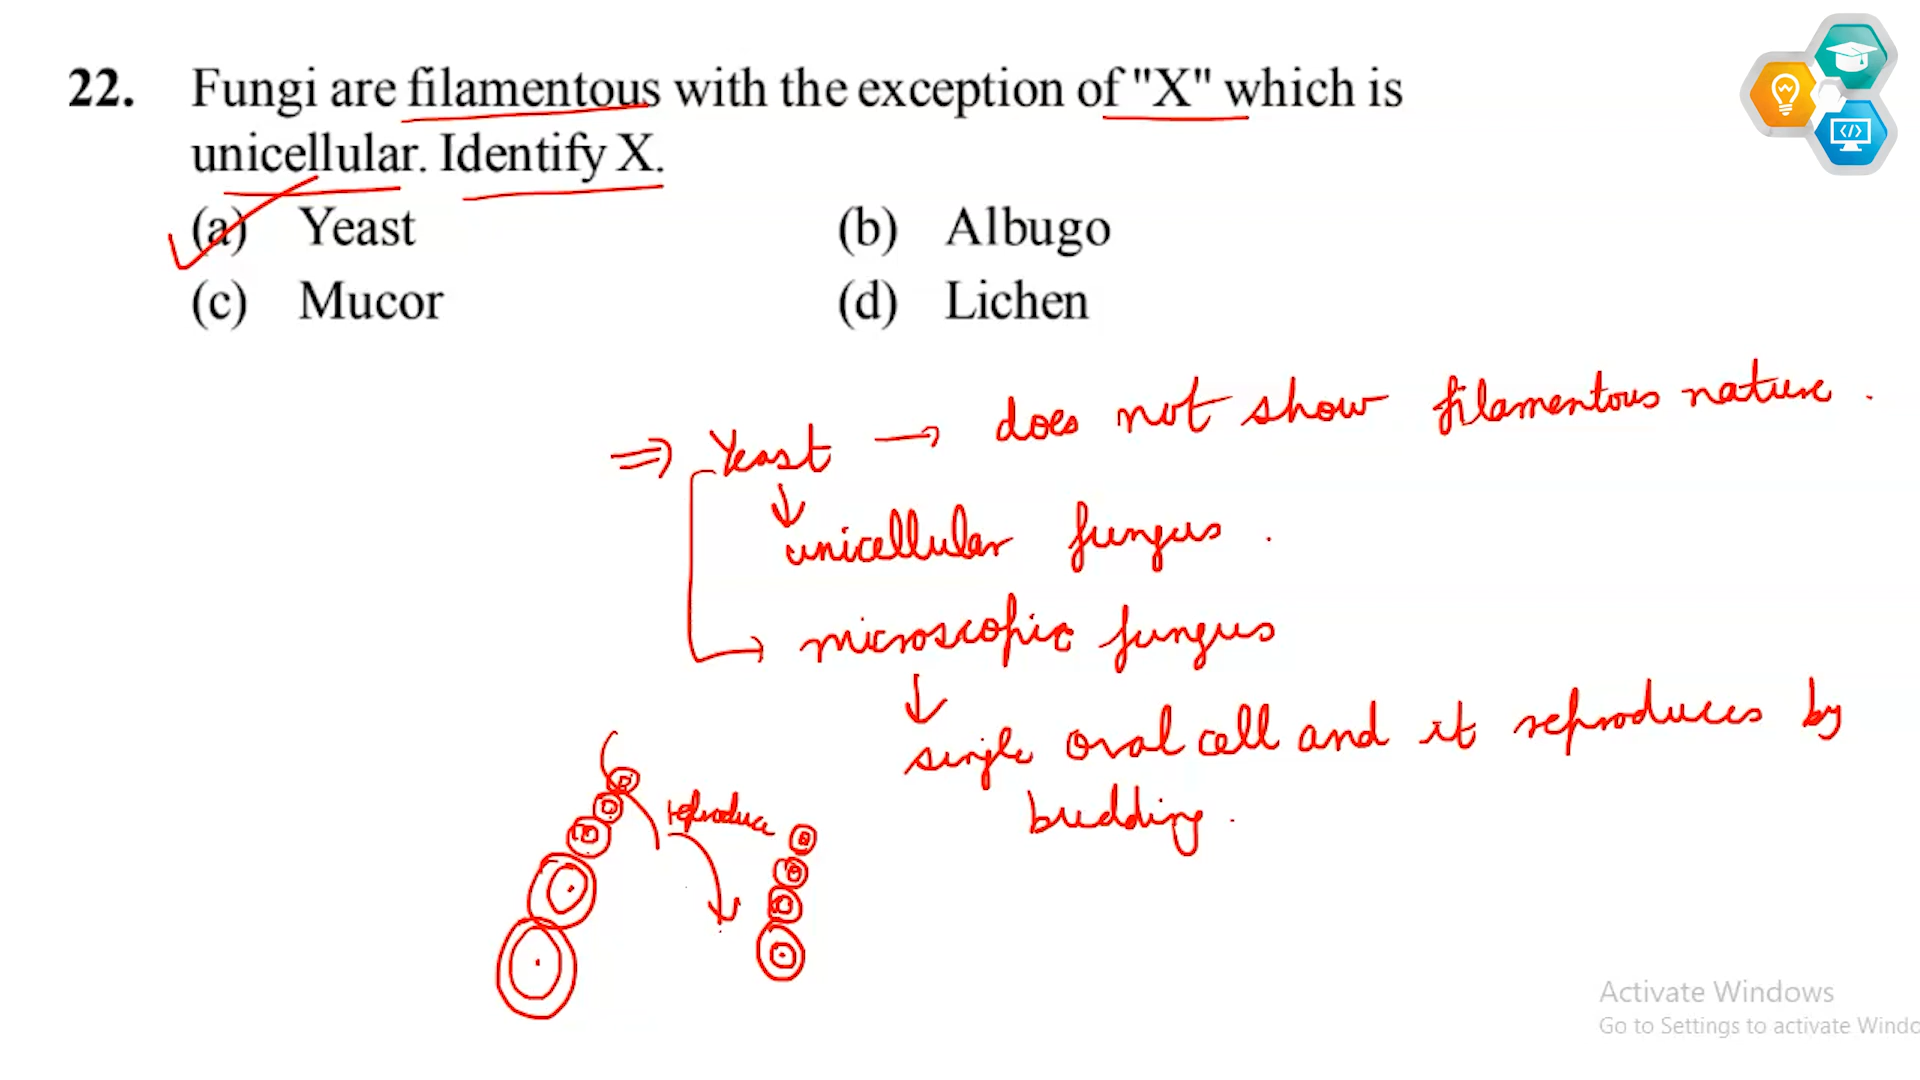 22. Fungi are filamentous with the exception of "X" which is
unicellular. Identify X.
(a) Yeast (b) Albugo
(c) Mucor (d) Lichen
⇒ Yeast → does not show filamentous nature.
↓
unicellular fungus.
→ microscopic fungus
↓
single oval cell and it reproduces by
budding.
reproduce
</>
Activate Windows
Go to Settings to activate Windo